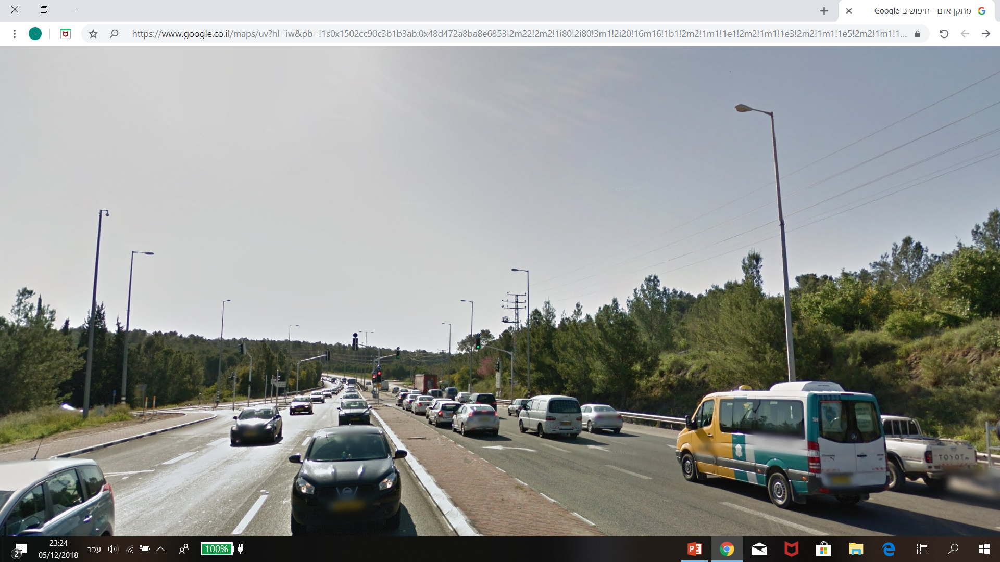 מתקן אדם - חיפוש ב-Google
https://www.google.co.il/maps/uv?hl=iw&pb=!1s0x1502cc90c3b1b3ab:0x48d472a8ba8e6853!2m22!2m2!1i80!2i80!3m1!2i20!16m16!1b1!2m2!1m1!1e1!2m2!1m1!1e3!2m2!1m1!1e5!2m2!1m1!1...
TOYOT
23:24
עבר
05/12/2018
2
100%